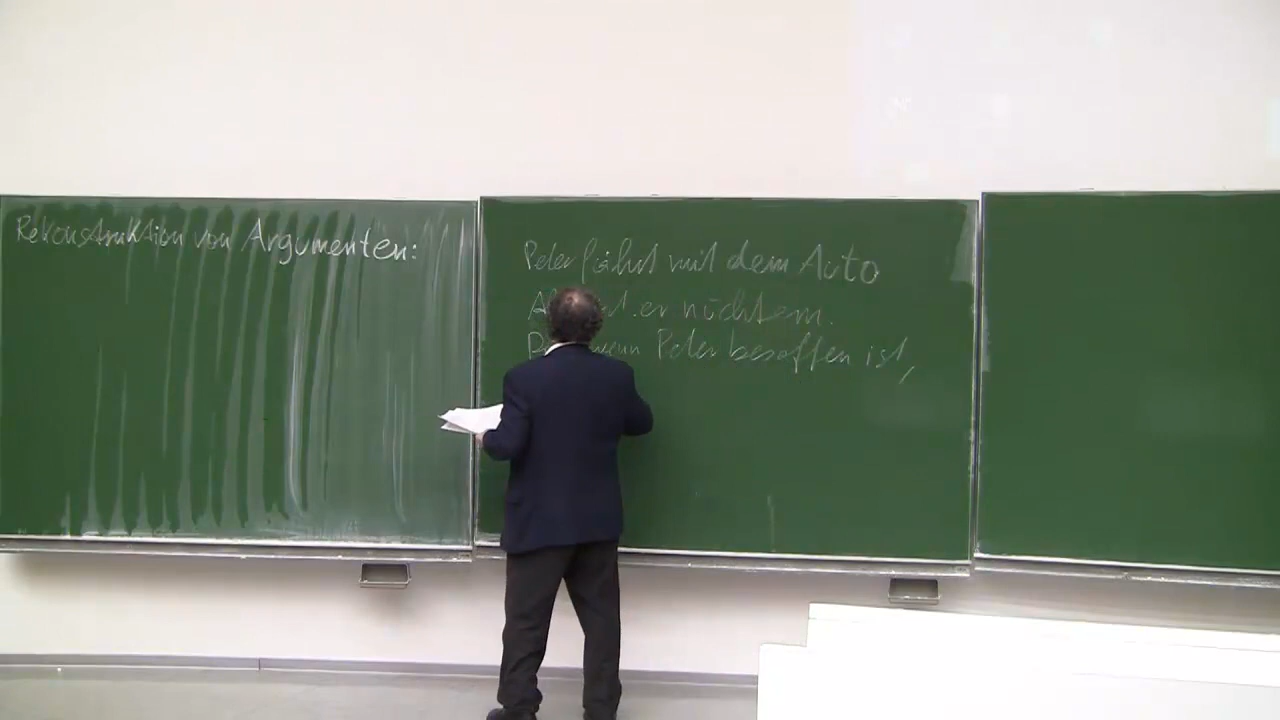 Rekonstruktion von Argumenten:
Peter fährt mit dem Auto
er nüchtern.
wenn Peter besoffen ist,